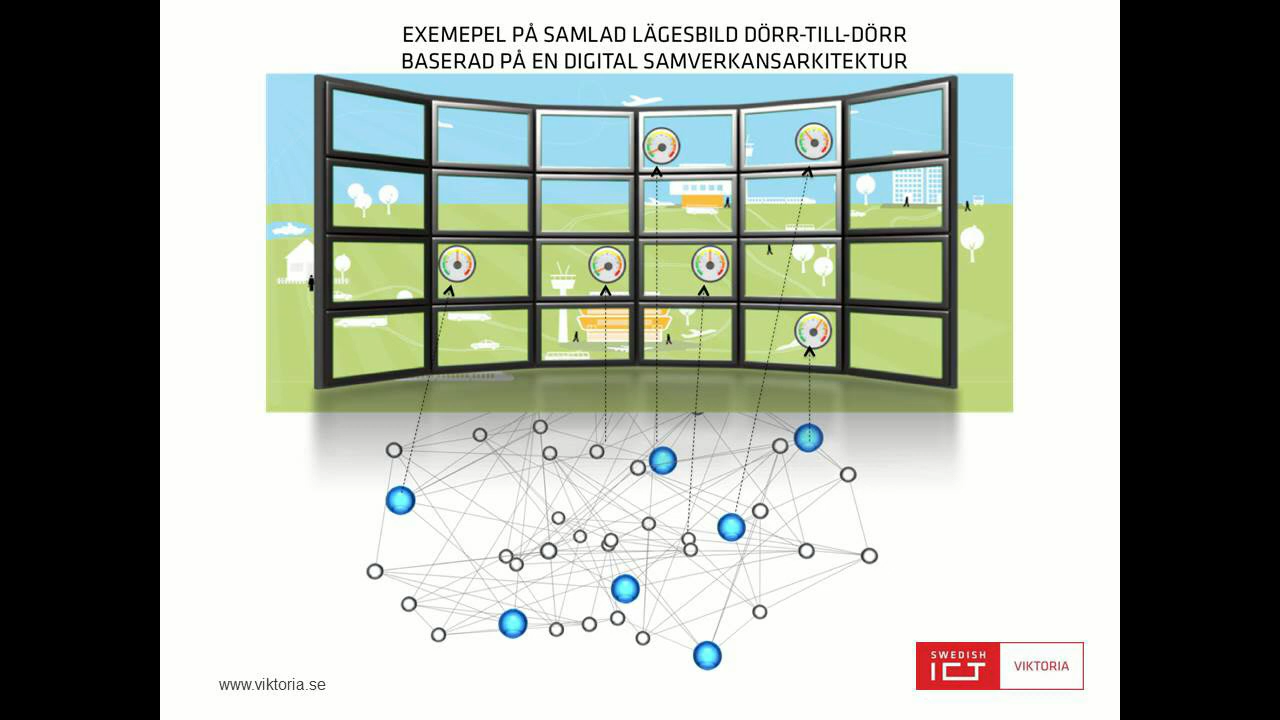 EXEMEPEL PÅ SAMLAD LÄGESBILD DÖRR-TILL-DÖRR
BASERAD PÅ EN DIGITAL SAMVERKANSARKITEKTUR
SWEDISH
ICT
VIKTORIA
www.viktoria.se